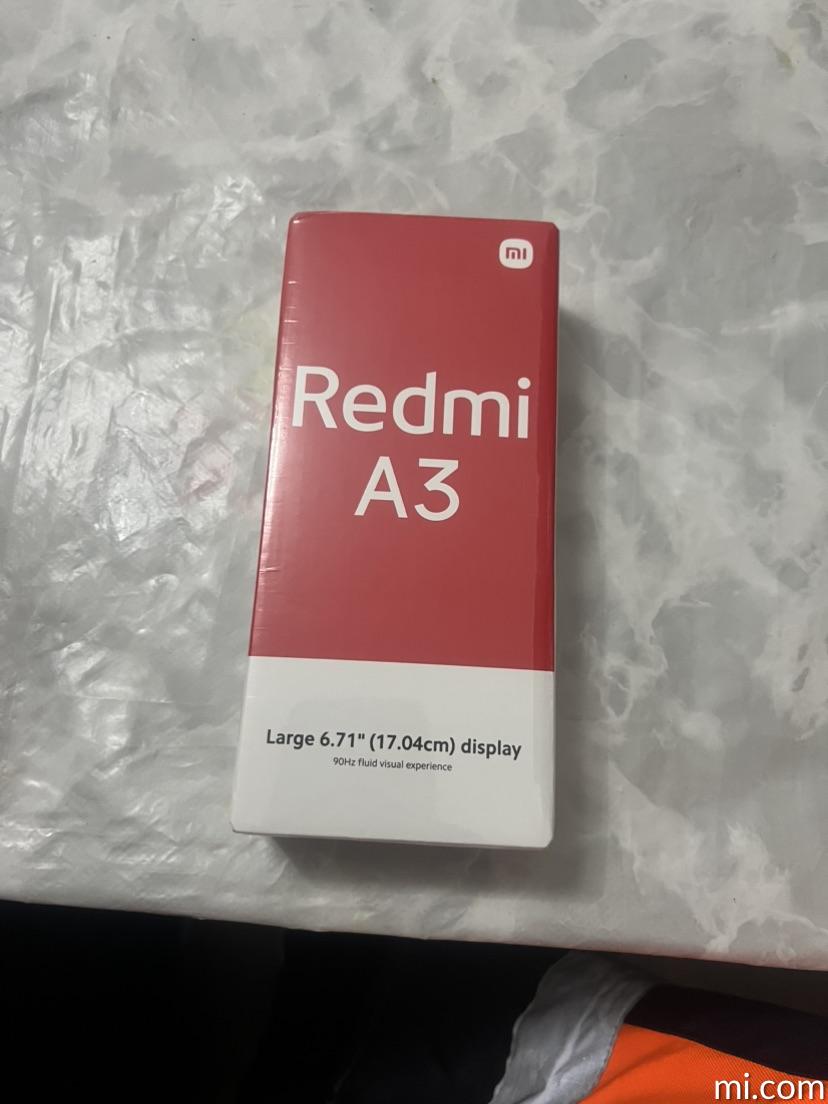 mi
Redmi
A3
Large 6.71" (17.04cm) display
90Hz fluid visual experience
mi.com